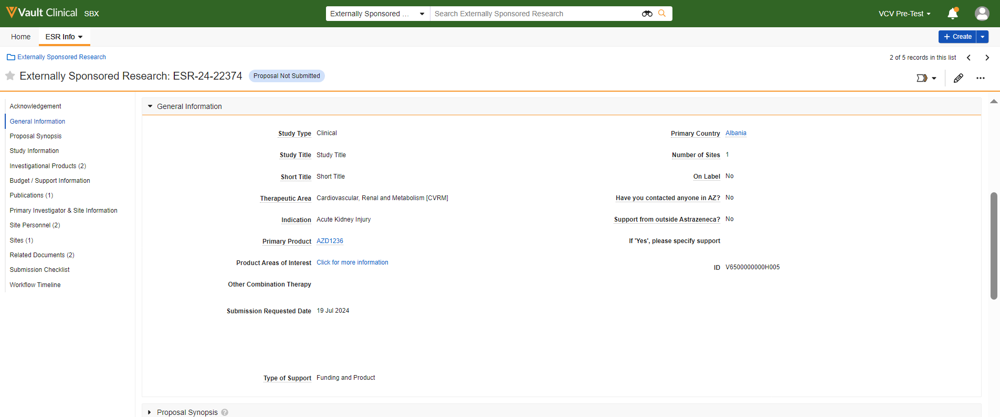 Vault Clinical SBX
Externally Sponsored ...
Search Externally Sponsored Research
VCV Pre-Test
Home
ESR Info
Create
Externally Sponsored Research
2 of 5 records in this list
Externally Sponsored Research: ESR-24-22374
Proposal Not Submitted
Acknowledgement
General Information
Proposal Synopsis
Study Information
Investigational Products (2)
Budget / Support Information
Publications (1)
Primary Investigator & Site Information
Site Personnel (2)
Sites (1)
Related Documents (2)
Submission Checklist
Workflow Timeline
General Information
Study Type Clinical
Study Title Study Title
Short Title Short Title
Therapeutic Area Cardiovascular, Renal and Metabolism [CVRM]
Indication Acute Kidney Injury
Primary Product AZD1236
Product Areas of Interest Click for more information
Other Combination Therapy
Submission Requested Date 19 Jul 2024
Type of Support Funding and Product
Primary Country Albania
Number of Sites 1
On Label No
Have you contacted anyone in AZ? No
Support from outside Astrazeneca? No
If 'Yes', please specify support
ID V6500000000H005
Proposal Synopsis ?